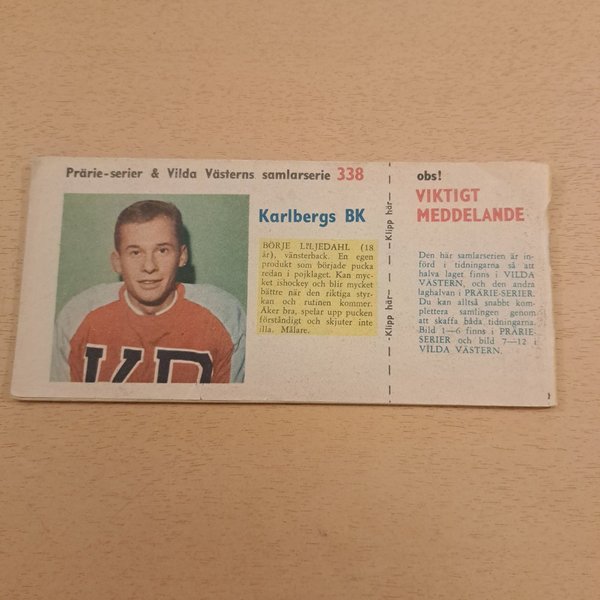 Prärie-serier & Vilda Västerns samlarserie 338
Karlbergs BK
BÖRJE LILJEDAHL (18
år), vänsterback. En egen
produkt som började pucka
redan i pojklaget. Kan myc-
ket ishockey och blir mycket
bättre när den riktiga styr-
kan och rutinen kommer.
Åker bra, spelar upp pucken
förståndigt och skjuter inte
illa. Målare.
KB
Klipp här
Klipp här
obs!
VIKTIGT
MEDDELANDE
Den här samlarserien är in-
förd i tidningarna så att
halva laget finns i VILDA
VÄSTERN, och den andra
laghalvan i PRÄRIE-SERIER.
Du kan alltså snabbt kom-
plettera samlingen genom
att skaffa båda tidningarna.
Bild 1—6 finns i PRÄRIE-
SERIER och bild 7—12 i
VILDA VÄSTERN.